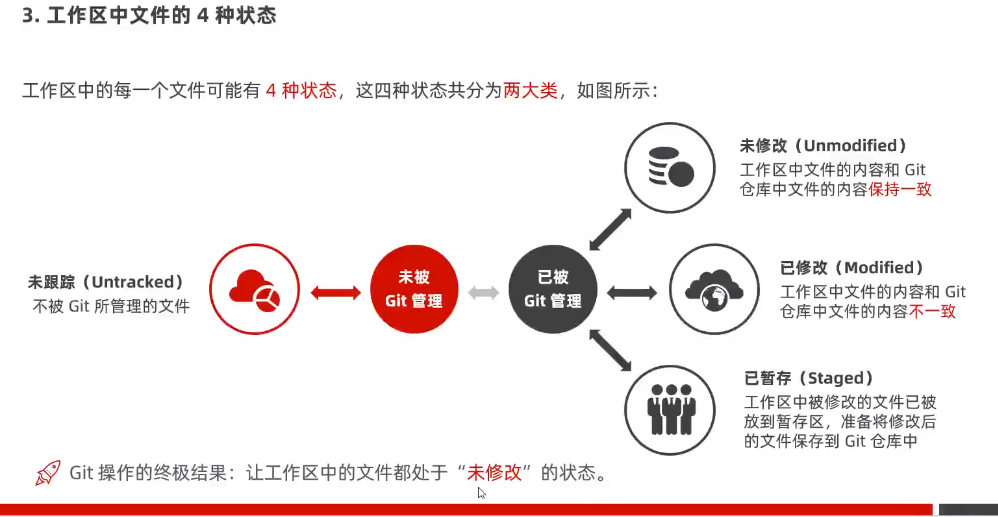 3. 工作区中文件的 4 种状态
工作区中的每一个文件可能有 4 种状态，这四种状态共分为两大类，如图所示：
未跟踪（Untracked）
不被 Git 所管理的文件
未被
Git 管理
已被
Git 管理
未修改（Unmodified）
工作区中文件的内容和 Git
仓库中文件的内容保持一致
已修改（Modified）
工作区中文件的内容和 Git
仓库中文件的内容不一致
已暂存（Staged）
工作区中被修改的文件已被
放到暂存区，准备将修改后
的文件保存到 Git 仓库中
Git 操作的终极结果：让工作区中的文件都处于“未修改”的状态。